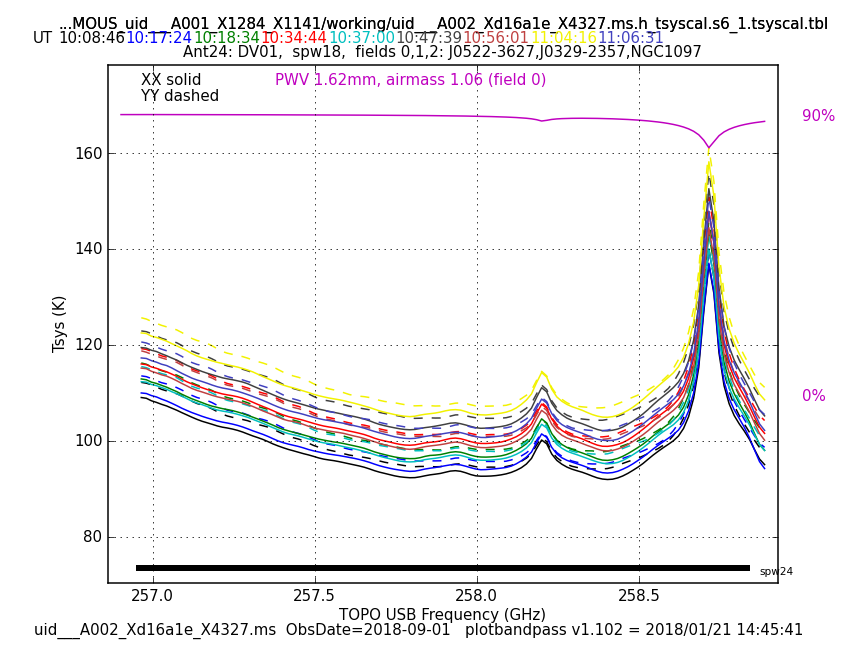 ...MOUS_uid___A001_X1284_X1141/working/uid___A002_Xd16a1e_X4327.ms.h_tsyscal.s6_1.tsyscal.tbl
UT 10:08:46 10:17:24 10:18:34 10:34:44 10:37:00 10:47:39 10:56:01 11:04:16 11:06:31
Ant24: DV01, spw18, fields 0,1,2: J0522-3627,J0329-2357,NGC1097
XX solid PWV 1.62mm, airmass 1.06 (field 0)
YY dashed
90%
160
140
120
100
80
Tsys (K)
0%
spw24
257.0 257.5 258.0 258.5
TOPO USB Frequency (GHz)
uid___A002_Xd16a1e_X4327.ms ObsDate=2018-09-01 plotbandpass v1.102 = 2018/01/21 14:45:41